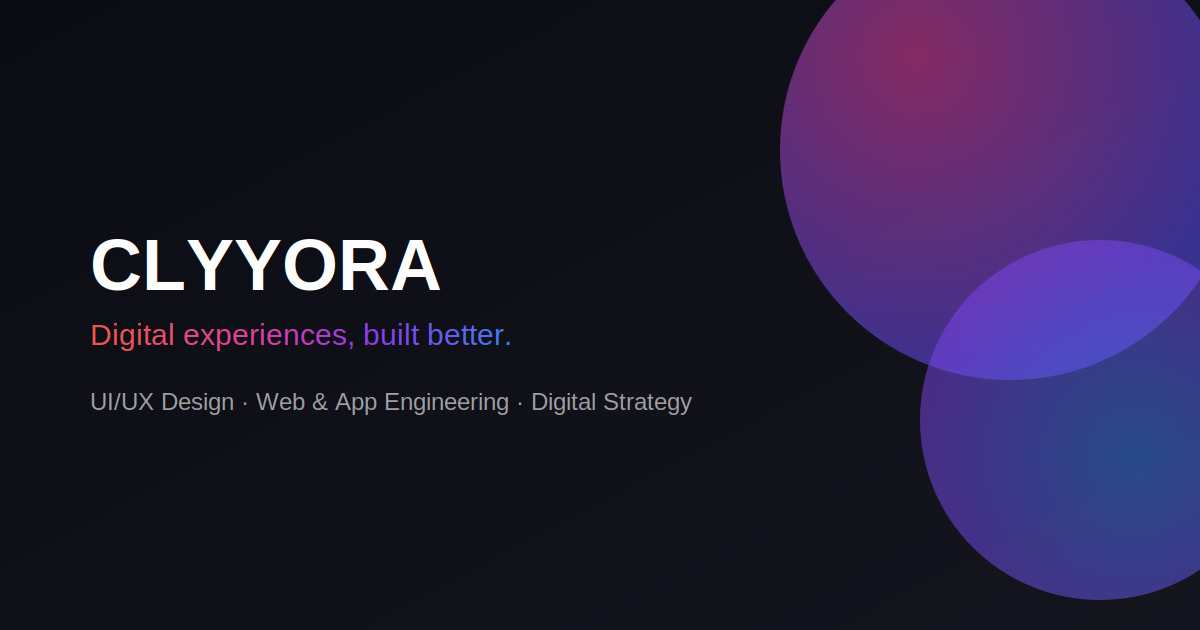 CLYYORA
Digital experiences, built better.
UI/UX Design · Web & App Engineering · Digital Strategy